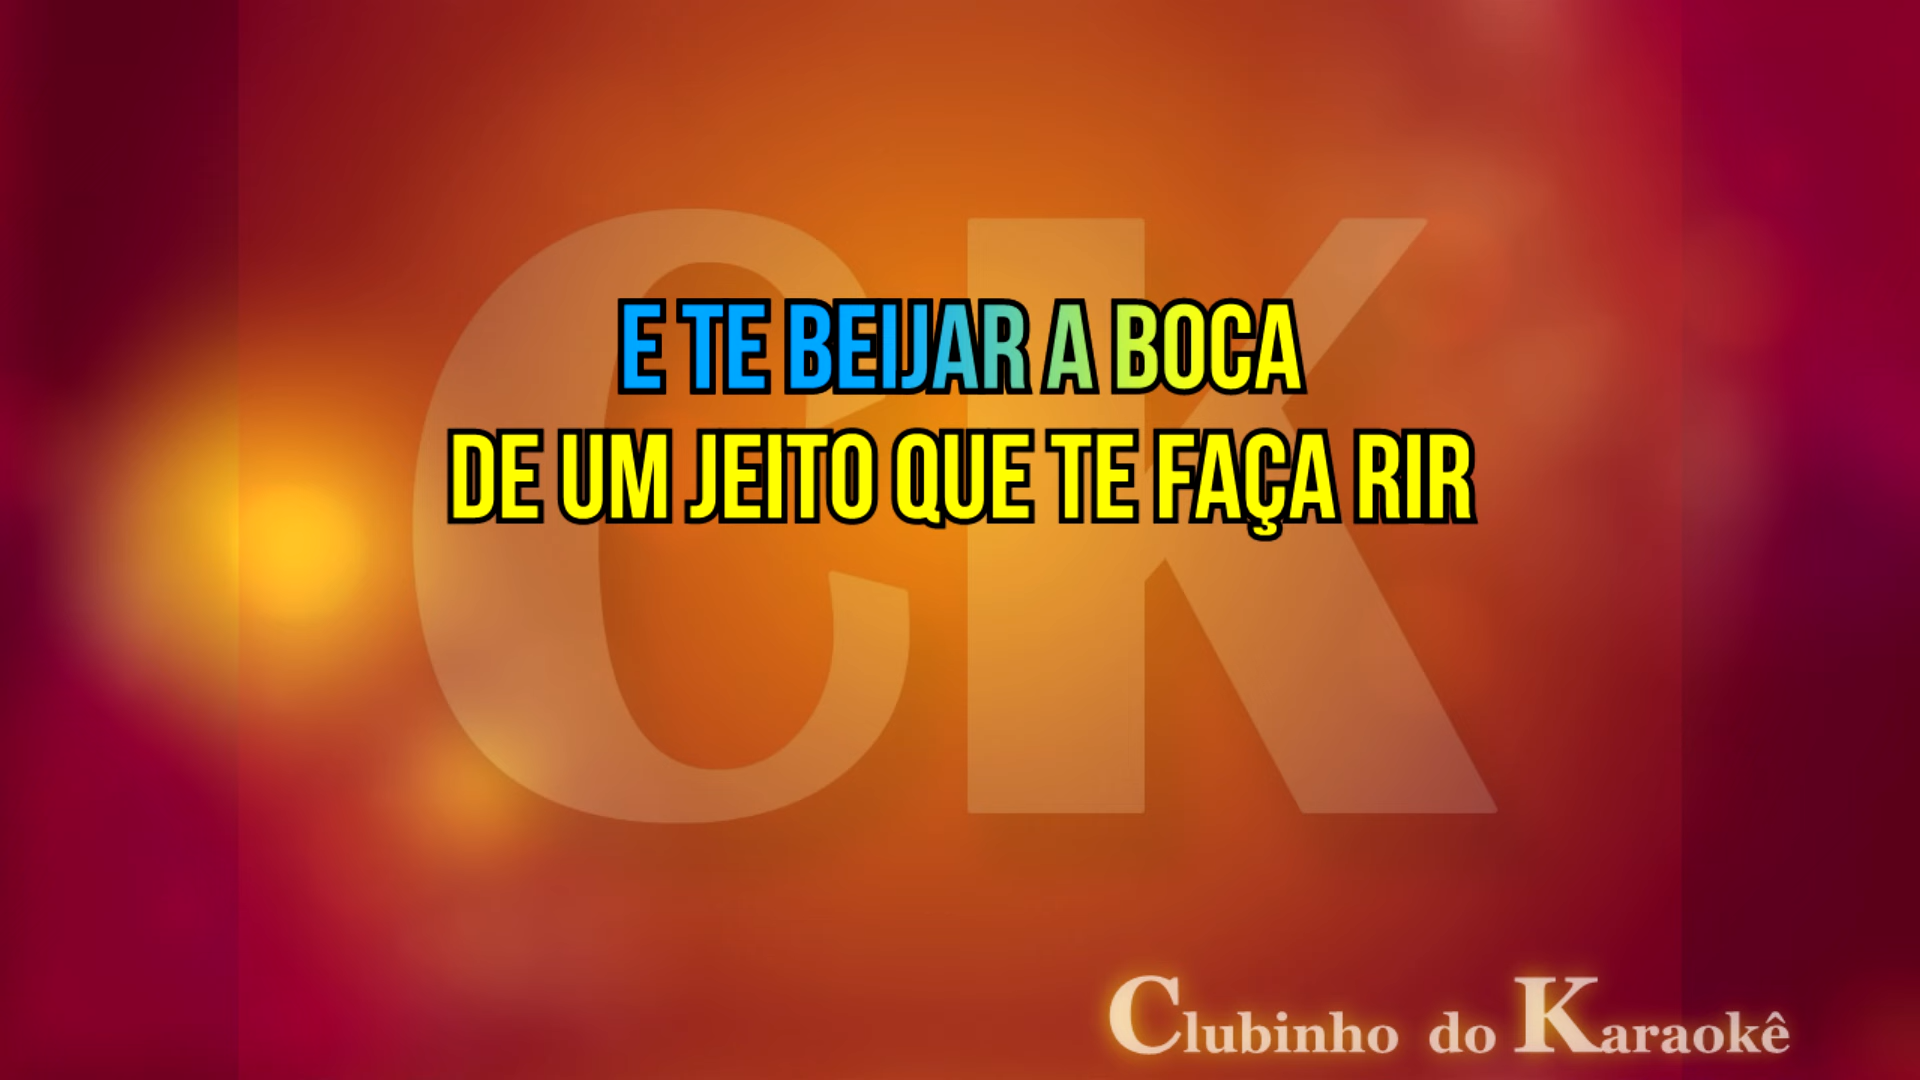 CK
E TE BEIJAR A BOCA
DE UM JEITO QUE TE FAÇA RIR
Clubinho do Karaokê